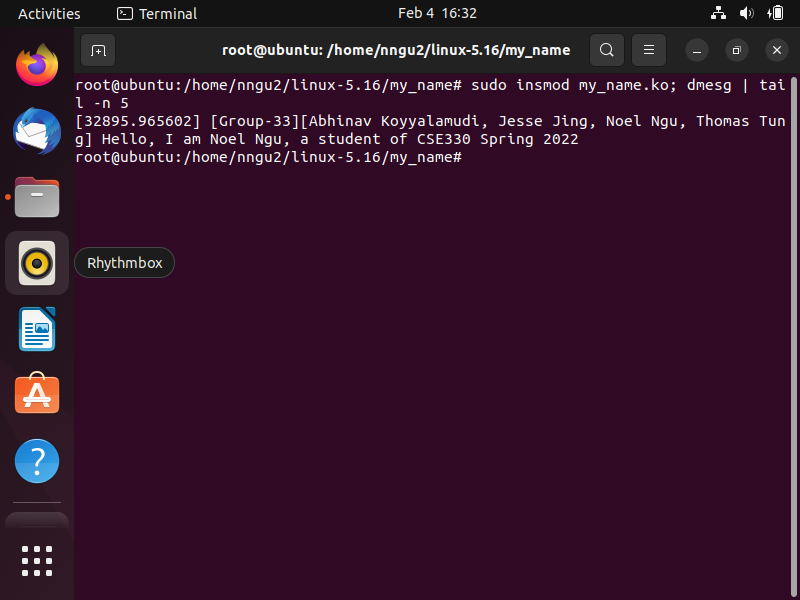 Activities Terminal Feb 4 16:32
root@ubuntu: /home/nngu2/linux-5.16/my_name
root@ubuntu:/home/nngu2/linux-5.16/my_name# sudo insmod my_name.ko; dmesg | tai
l -n 5
[32895.965602] [Group-33][Abhinav Koyyalamudi, Jesse Jing, Noel Ngu, Thomas Tun
g] Hello, I am Noel Ngu, a student of CSE330 Spring 2022
root@ubuntu:/home/nngu2/linux-5.16/my_name#
Rhythmbox